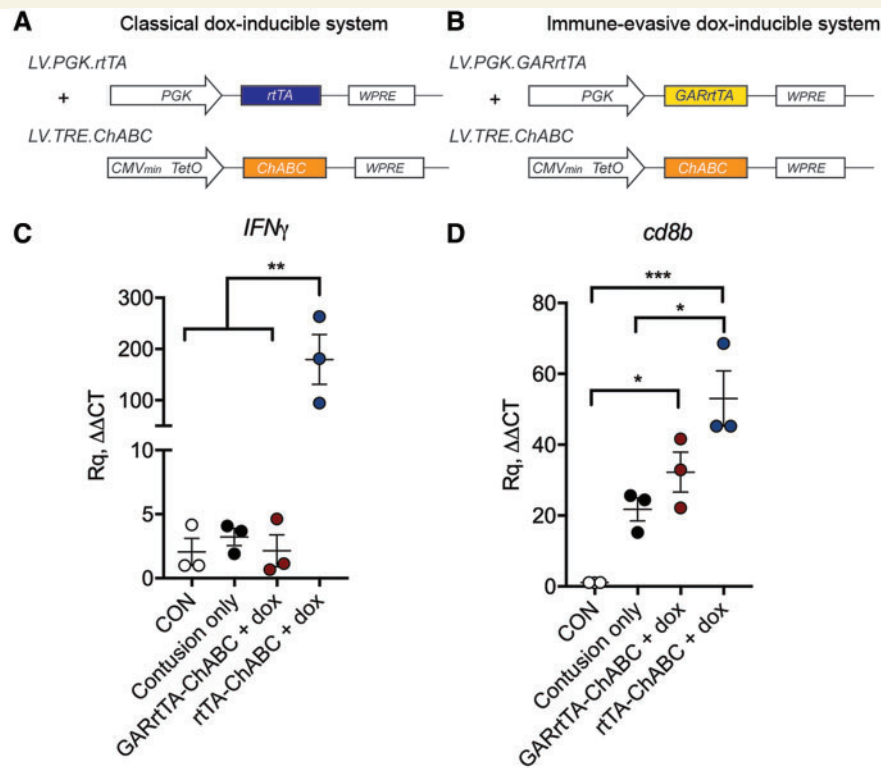 A Classical dox-inducible system
LV.PGK.rtTA
+ PGK rtTA WPRE
LV.TRE.ChABC
CMVmin TetO ChABC WPRE
B Immune-evasive dox-inducible system
LV.PGK.GARrtTA
+ PGK GARrtTA WPRE
LV.TRE.ChABC
CMVmin TetO ChABC WPRE
C IFNγ
**
Rq, ΔΔCT
300
200
100
10
5
0
CON
Contusion only
GARrtTA-ChABC + dox
rtTA-ChABC + dox
D cd8b
***
*
*
Rq, ΔΔCT
80
60
40
20
0
CON
Contusion only
GARrtTA-ChABC + dox
rtTA-ChABC + dox